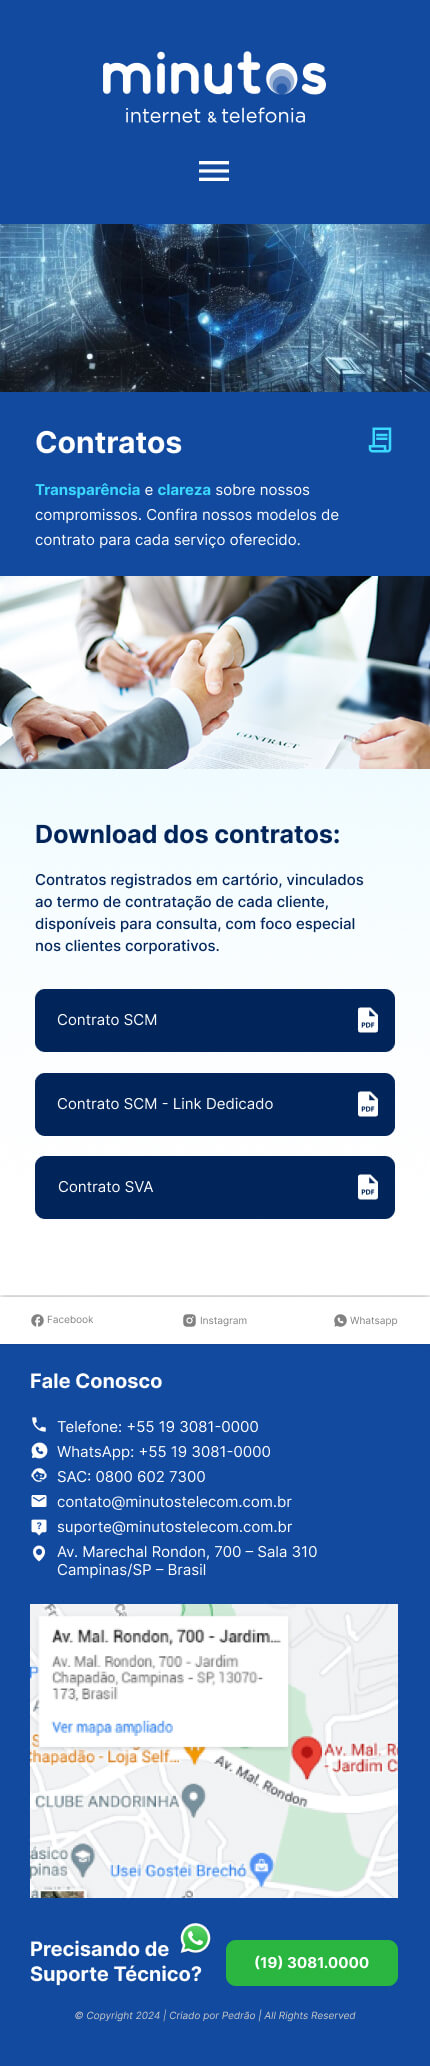 minutos
internet & telefonia
Contratos
Transparência e clareza sobre nossos
compromissos. Confira nossos modelos de
contrato para cada serviço oferecido.
CONTRACT
Download dos contratos:
Contratos registrados em cartório, vinculados
ao termo de contratação de cada cliente,
disponíveis para consulta, com foco especial
nos clientes corporativos.
Contrato SCM
PDF
Contrato SCM - Link Dedicado
PDF
Contrato SVA
PDF
Facebook
Instagram
Whatsapp
Fale Conosco
Telefone: +55 19 3081-0000
WhatsApp: +55 19 3081-0000
SAC: 0800 602 7300
contato@minutostelecom.com.br
suporte@minutostelecom.com.br
Av. Marechal Rondon, 700 – Sala 310
Campinas/SP – Brasil
Av. Mal. Rondon, 700 - Jardim...
Av. Mal. Rondon, 700 - Jardim
Chapadão, Campinas - SP, 13070-
173, Brasil
Ver mapa ampliado
Chapadão - Loja Self...
Av. Mal. R
- Jardim C
Av. Mal. Rondon
CLUBE ANDORINHA
ásico
pinas
Usei Gostei Brechó
Precisando de
Suporte Técnico?
(19) 3081.0000
© Copyright 2024 | Criado por Pedrão | All Rights Reserved